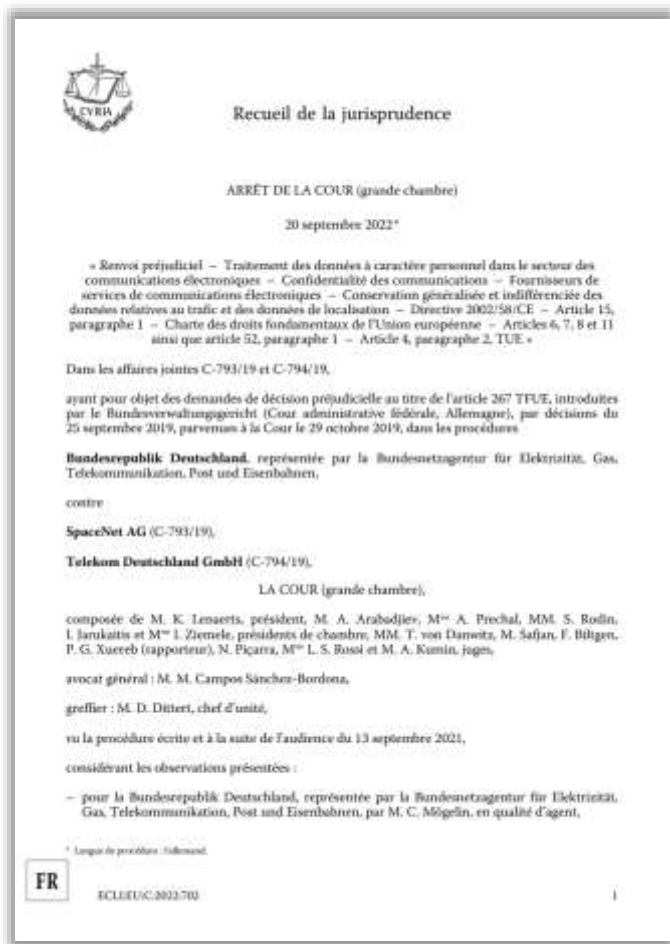 CVRIA
Recueil de la jurisprudence
ARRÊT DE LA COUR (grande chambre)
20 septembre 2022*
« Renvoi préjudiciel – Traitement des données à caractère personnel dans le secteur des
communications électroniques – Confidentialité des communications – Fournisseurs de
services de communications électroniques – Conservation généralisée et indifférenciée des
données relatives au trafic et des données de localisation – Directive 2002/58/CE – Article 15,
paragraphe 1 – Charte des droits fondamentaux de l'Union européenne – Articles 6, 7, 8 et 11
ainsi que article 52, paragraphe 1 – Article 4, paragraphe 2, TUE »
Dans les affaires jointes C-793/19 et C-794/19,
ayant pour objet des demandes de décision préjudicielle au titre de l'article 267 TFUE, introduites
par le Bundesverwaltungsgericht (Cour administrative fédérale, Allemagne), par décisions du
25 septembre 2019, parvenues à la Cour le 29 octobre 2019, dans les procédures
Bundesrepublik Deutschland, représentée par la Bundesnetzagentur für Elektrizität, Gas,
Telekommunikation, Post und Eisenbahnen,
contre
SpaceNet AG (C-793/19),
Telekom Deutschland GmbH (C-794/19),
LA COUR (grande chambre),
composée de M. K. Lenaerts, président, M. A. Arabadjiev, Mme A. Prechal, MM. S. Rodin,
I. Jarukaitis et Mme I. Ziemele, présidents de chambre, MM. T. von Danwitz, M. Safjan, F. Biltgen,
P. G. Xuereb (rapporteur), N. Piçarra, Mme L. S. Rossi et M. A. Kumin, juges,
avocat général : M. M. Campos Sánchez-Bordona,
greffier : M. D. Dittert, chef d'unité,
vu la procédure écrite et à la suite de l'audience du 13 septembre 2021,
considérant les observations présentées :
– pour la Bundesrepublik Deutschland, représentée par la Bundesnetzagentur für Elektrizität,
Gas, Telekommunikation, Post und Eisenbahnen, par M. C. Mögelin, en qualité d'agent,
* Langue de procédure : l'allemand.
FR
ECLI:EU:C:2022:702
1